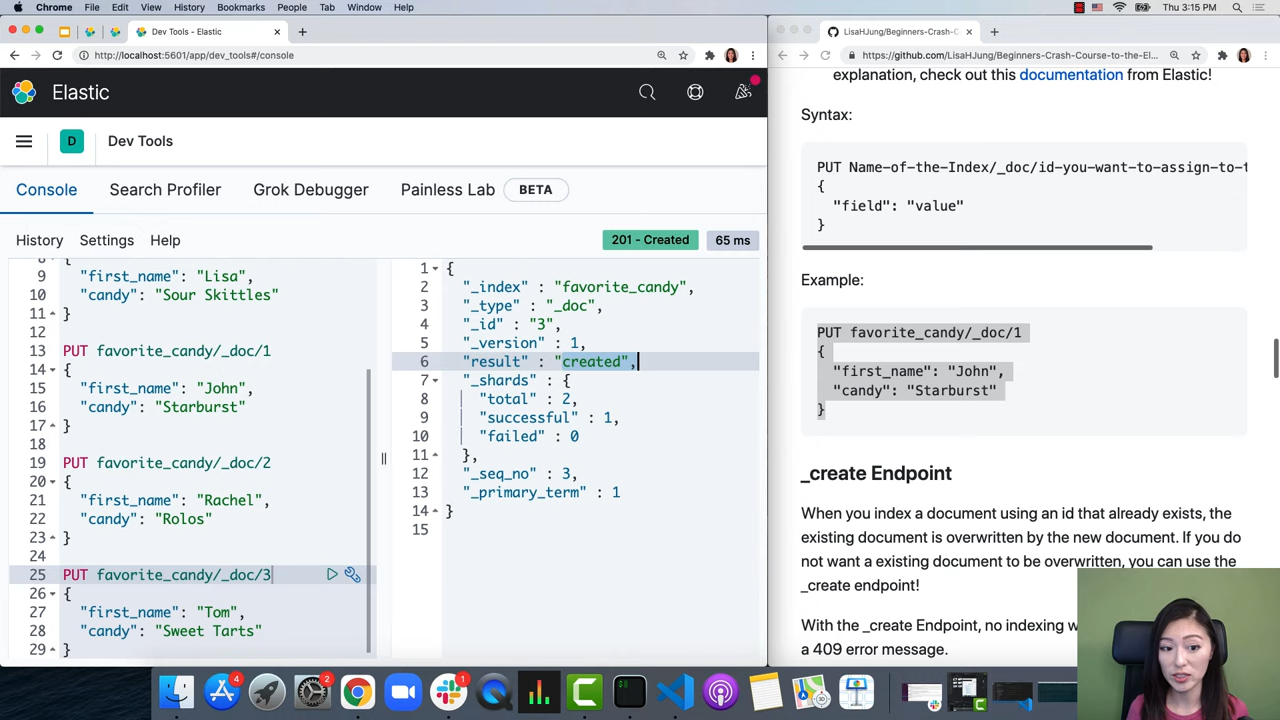 Chrome File Edit View History Bookmarks People Tab Window Help
Thu 3:15 PM
Dev Tools - Elastic
http://localhost:5601/app/dev_tools#/console
Elastic
D Dev Tools
Console Search Profiler Grok Debugger Painless Lab BETA
History Settings Help
201 - Created 65 ms
8 {
9 "first_name": "Lisa",
10 "candy": "Sour Skittles"
11 }
12
13 PUT favorite_candy/_doc/1
14 {
15 "first_name": "John",
16 "candy": "Starburst"
17 }
18
19 PUT favorite_candy/_doc/2
20 {
21 "first_name": "Rachel",
22 "candy": "Rolos"
23 }
24
25 PUT favorite_candy/_doc/3
26 {
27 "first_name": "Tom",
28 "candy": "Sweet Tarts"
29 }
1 {
2 "_index" : "favorite_candy",
3 "_type" : "_doc",
4 "_id" : "3",
5 "_version" : 1,
6 "result" : "created",
7 "_shards" : {
8 "total" : 2,
9 "successful" : 1,
10 "failed" : 0
11 },
12 "_seq_no" : 3,
13 "_primary_term" : 1
14 }
15
LisaHJung/Beginners-Crash-C
https://github.com/LisaHJung/Beginners-Crash-Course-to-the-El...
explanation, check out this documentation from Elastic!
Syntax:
PUT Name-of-the-Index/_doc/id-you-want-to-assign-to-t
{
"field": "value"
}
Example:
PUT favorite_candy/_doc/1
{
"first_name": "John",
"candy": "Starburst"
}
_create Endpoint
When you index a document using an id that already exists, the
existing document is overwritten by the new document. If you do
not want a existing document to be overwritten, you can use the
_create endpoint!
With the _create Endpoint, no indexing w
a 409 error message.
4
2
1